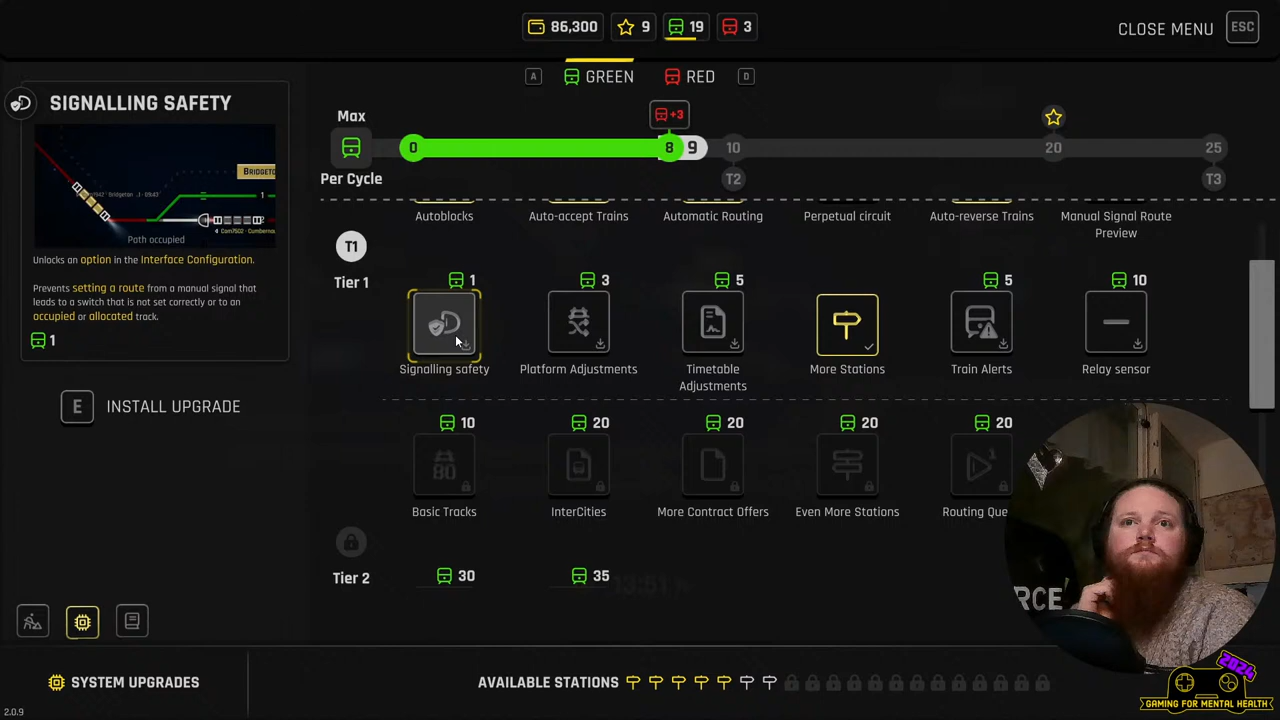 86,300
9
19
3
CLOSE MENU
ESC
A
GREEN
RED
D
SIGNALLING SAFETY
BRIDGETO
1
Path occupied
Unlocks an option in the Interface Configuration.
Prevents setting a route from a manual signal that
leads to a switch that is not set correctly or to an
occupied or allocated track.
1
E
INSTALL UPGRADE
Max
Per Cycle
+3
0
8
9
10
20
25
T2
T3
Autoblocks
Auto-accept Trains
Automatic Routing
Perpetual circuit
Auto-reverse Trains
Manual Signal Route
Preview
T1
Tier 1
1
3
5
5
10
Signalling safety
Platform Adjustments
Timetable
Adjustments
More Stations
Train Alerts
Relay sensor
10
20
20
20
20
80
Basic Tracks
InterCities
More Contract Offers
Even More Stations
Routing Que
Tier 2
30
35
RCE
SYSTEM UPGRADES
AVAILABLE STATIONS
2024
GAMING FOR MENTAL HEALTH
2.0.9